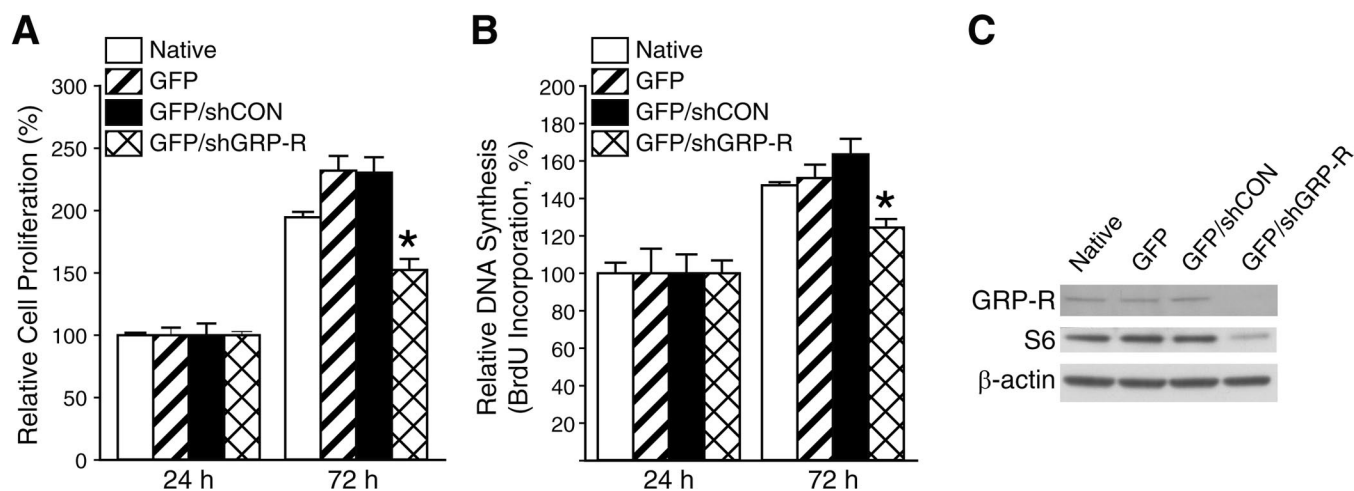 A
Native
GFP
GFP/shCON
GFP/shGRP-R
Relative Cell Proliferation (%)
300
250
200
150
100
50
0
*
24 h
72 h
B
Native
GFP
GFP/shCON
GFP/shGRP-R
Relative DNA Synthesis
(BrdU Incorporation, %)
200
180
160
140
120
100
80
60
40
20
*
24 h
72 h
C
Native
GFP
GFP/shCON
GFP/shGRP-R
GRP-R
S6
β-actin